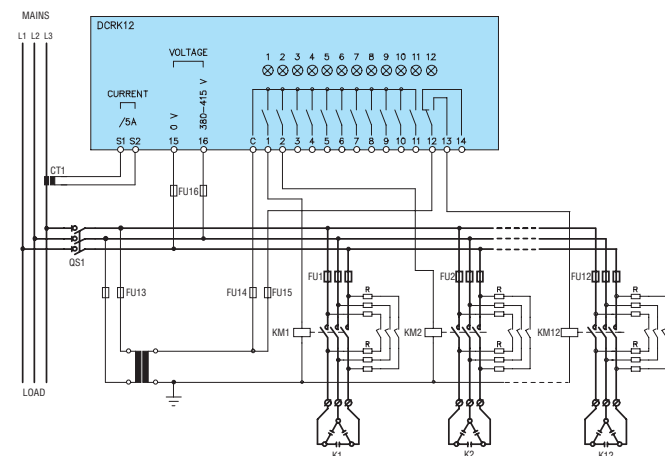 MAINS
L1 L2 L3
DCRK12
VOLTAGE
1 2 3 4 5 6 7 8 9 10 11 12
CURRENT
/5A
0 V
380-415 V
S1 S2 15 16 C 1 2 3 4 5 6 7 8 9 10 11 12 13 14
CT1
FU16
QS1
FU13 FU14 FU15 FU1 FU2 FU12
R R R
KM1 KM2 KM12
R R R
LOAD
K1 K2 K12